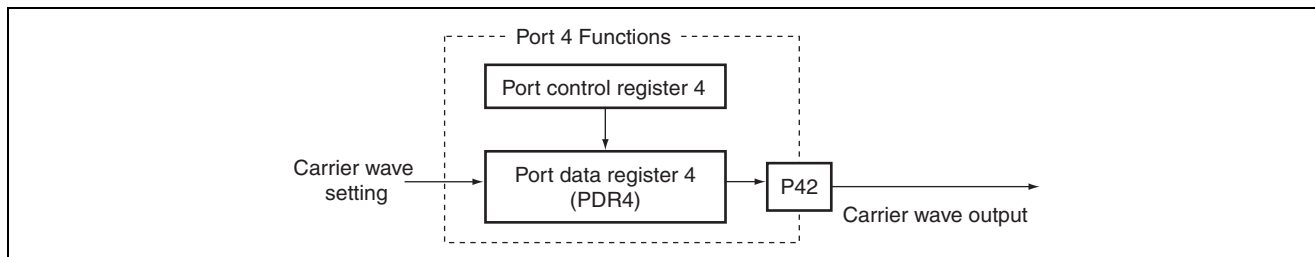 Port 4 Functions
Port control register 4
Carrier wave
setting
Port data register 4
(PDR4)
P42
Carrier wave output